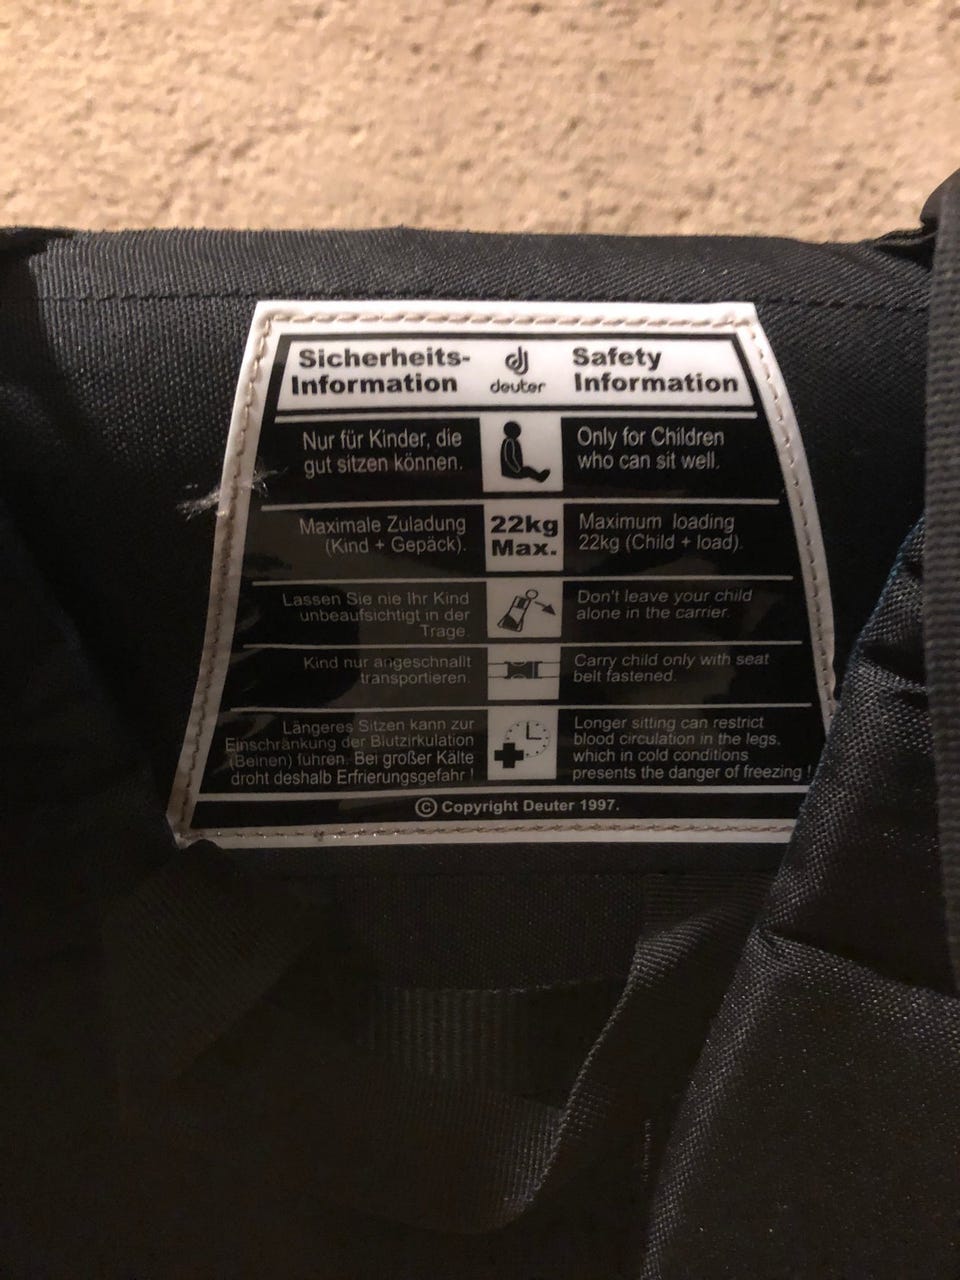 Sicherheits-
Information
deuter
Safety
Information
Nur für Kinder, die
gut sitzen können.
Only for Children
who can sit well.
Maximale Zuladung
(Kind + Gepäck).
22kg
Max.
Maximum loading
22kg (Child + load).
Lassen Sie nie Ihr Kind
unbeaufsichtigt in der
Trage.
Don't leave your child
alone in the carrier.
Kind nur angeschnallt
transportieren.
Carry child only with seat
belt fastened.
Längeres Sitzen kann zur
Einschränkung der Blutzirkulation
(Beinen) führen. Bei großer Kälte
droht deshalb Erfrierungsgefahr !
Longer sitting can restrict
blood circulation in the legs,
which in cold conditions
presents the danger of freezing !
© Copyright Deuter 1997.